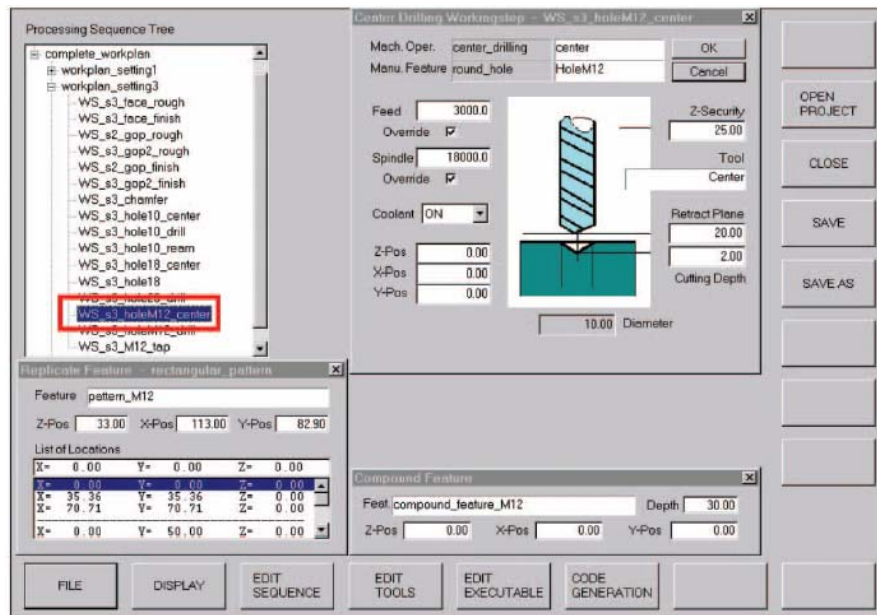 Processing Sequence Tree
complete_workplan
workplan_setting1
workplan_setting3
WS_s3_face_rough
WS_s3_face_finish
WS_s2_gop_rough
WS_s3_gop2_rough
WS_s2_gop_finish
WS_s3_gop2_finish
WS_s3_chamfer
WS_s3_hole10_center
WS_s3_hole10_drill
WS_s3_hole10_ream
WS_s3_hole18_center
WS_s3_hole18
WS_s3_holeM12_center
WS_s3_holeM12_drill
WS_s3_M12_tap
Center Drilling Workingstep - WS_s3_holeM12_center
Mach. Oper. center_drilling center OK
Manu. Feature round_hole HoleM12 Cancel
Feed 3000.0
Override
Spindle 18000.0
Override
Coolant ON
Z-Pos 0.00
X-Pos 0.00
Y-Pos 0.00
Z-Security
25.00
Tool
Center
Retract Plane
20.00
2.00
Cutting Depth
10.00 Diameter
Replicate Feature - rectangular_pattern
Feature pattern_M12
Z-Pos 33.00 X-Pos 113.00 Y-Pos 82.90
List of Locations
X= 0.00 Y= 0.00 Z= 0.00
X= 0.00 Y= 0.00 Z= 0.00
X= 35.36 Y= 35.36 Z= 0.00
X= 70.71 Y= 70.71 Z= 0.00
X= 0.00 Y= 50.00 Z= 0.00
Compound Feature
Feat. compound_feature_M12 Depth 30.00
Z-Pos 0.00 X-Pos 0.00 Y-Pos 0.00
OPEN
PROJECT
CLOSE
SAVE
SAVE AS
FILE
DISPLAY
EDIT
SEQUENCE
EDIT
TOOLS
EDIT
EXECUTABLE
CODE
GENERATION